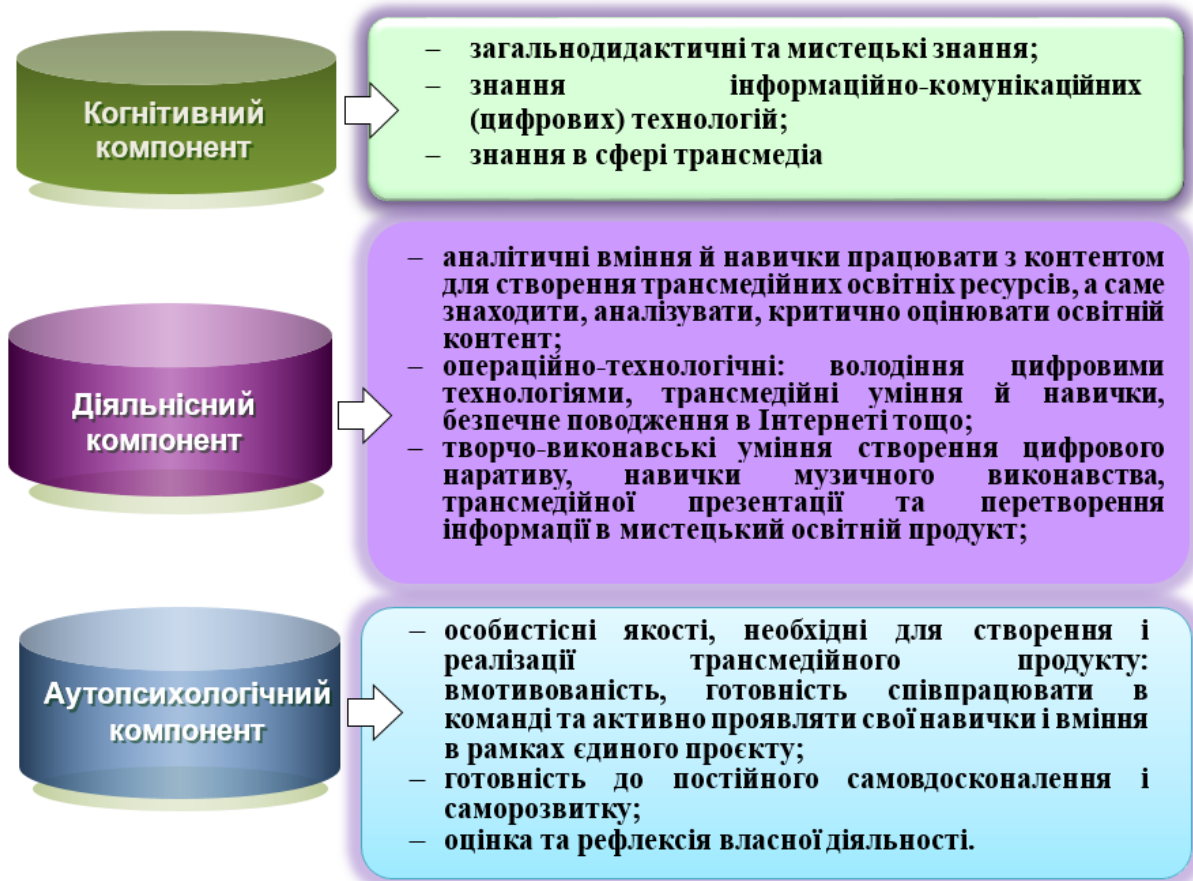 Когнітивний
компонент
– загальнодидактичні та мистецькі знання;
– знання інформаційно-комунікаційних
(цифрових) технологій;
– знання в сфері трансмедіа
Діяльнісний
компонент
– аналітичні вміння й навички працювати з контентом
для створення трансмедійних освітніх ресурсів, а саме
знаходити, аналізувати, критично оцінювати освітній
контент;
– операційно-технологічні: володіння цифровими
технологіями, трансмедійні уміння й навички,
безпечне поводження в Інтернеті тощо;
– творчо-виконавські уміння створення цифрового
наративу, навички музичного виконавства,
трансмедійної презентації та перетворення
інформації в мистецький освітній продукт;
Аутопсихологічний
компонент
– особистісні якості, необхідні для створення і
реалізації трансмедійного продукту:
вмотивованість, готовність співпрацювати в
команді та активно проявляти свої навички і вміння
в рамках єдиного проєкту;
– готовність до постійного самовдосконалення і
саморозвитку;
– оцінка та рефлексія власної діяльності.